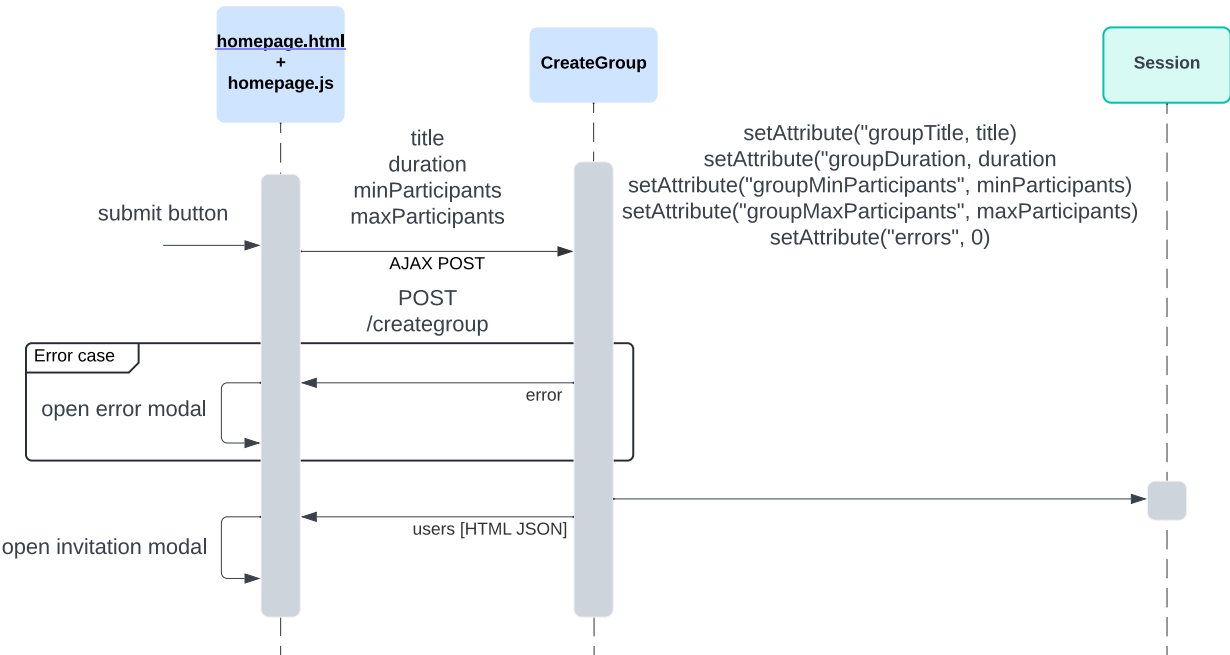 homepage.html
+
homepage.js
CreateGroup
Session
title
duration
minParticipants
maxParticipants
setAttribute("groupTitle, title)
setAttribute("groupDuration, duration
setAttribute("groupMinParticipants", minParticipants)
setAttribute("groupMaxParticipants", maxParticipants)
setAttribute("errors", 0)
submit button
AJAX POST
POST
/creategroup
Error case
error
open error modal
users [HTML JSON]
open invitation modal